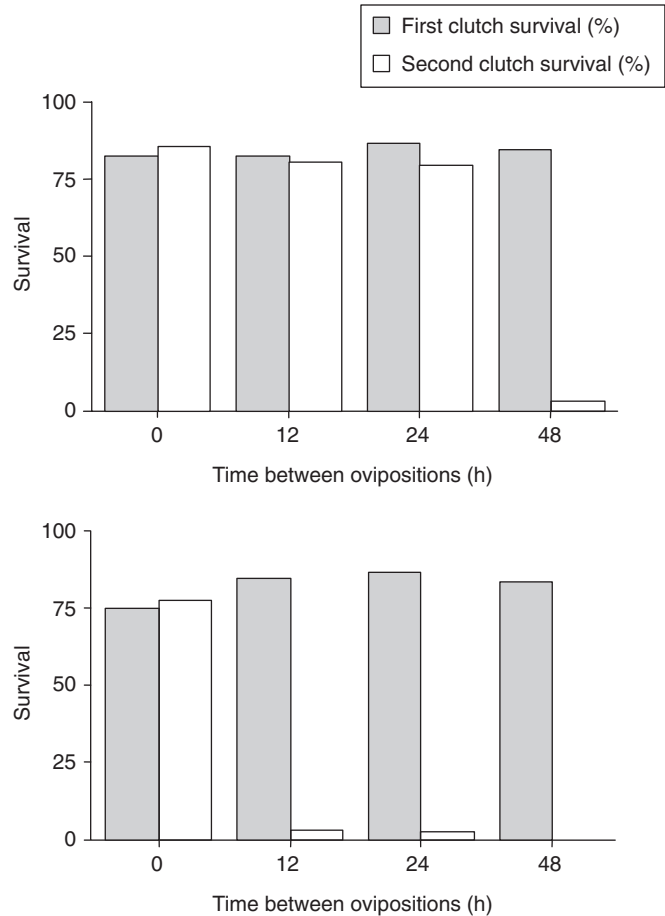 First clutch survival (%)
Second clutch survival (%)
100
75
50
25
0
Survival
0 12 24 48
Time between ovipositions (h)
100
75
50
25
0
Survival
0 12 24 48
Time between ovipositions (h)